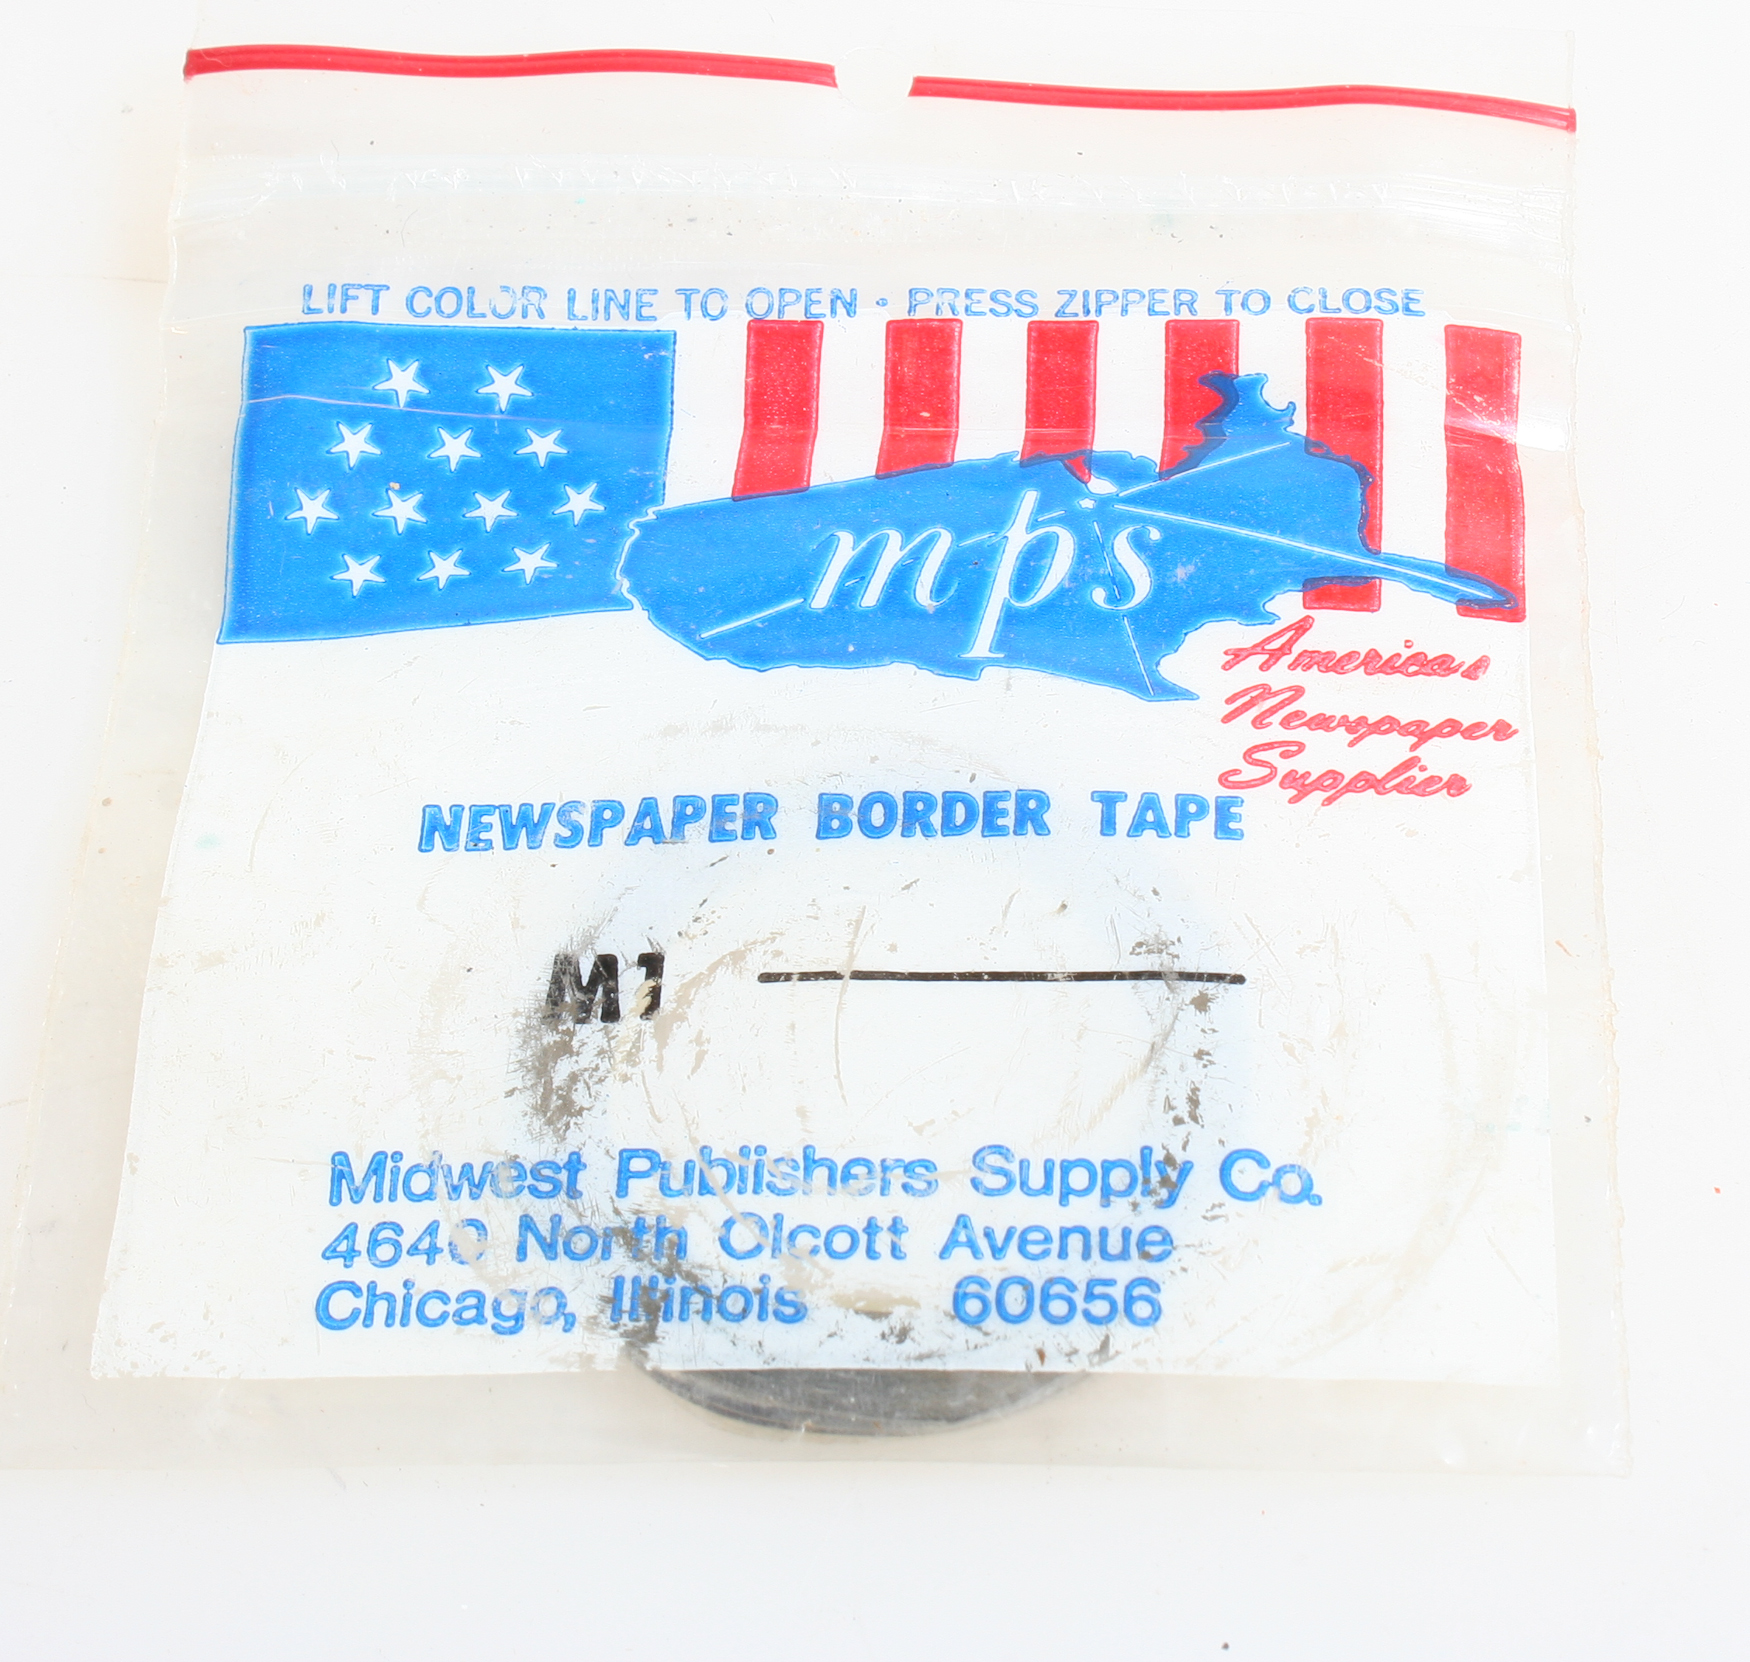 LIFT COLOR LINE TO OPEN • PRESS ZIPPER TO CLOSE
mps
America's
Newspaper
Supplier
NEWSPAPER BORDER TAPE
M1
Midwest Publishers Supply Co.
4640 North Olcott Avenue
Chicago, Illinois 60656